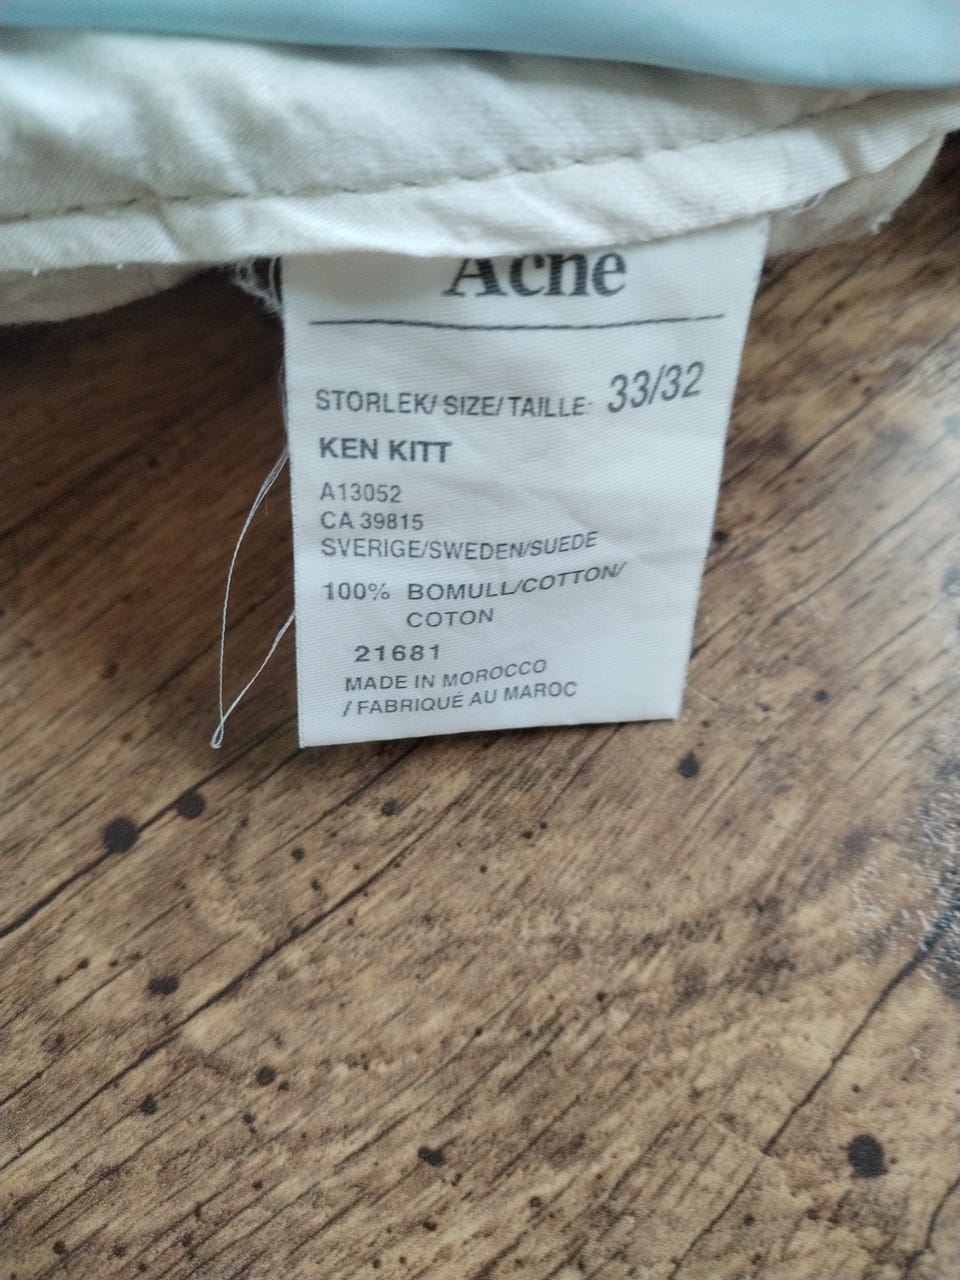 Acne
STORLEK/ SIZE/ TAILLE: 33/32
KEN KITT
A13052
CA 39815
SVERIGE/SWEDEN/SUEDE
100% BOMULL/COTTON/
COTON
21681
MADE IN MOROCCO
/ FABRIQUÉ AU MAROC